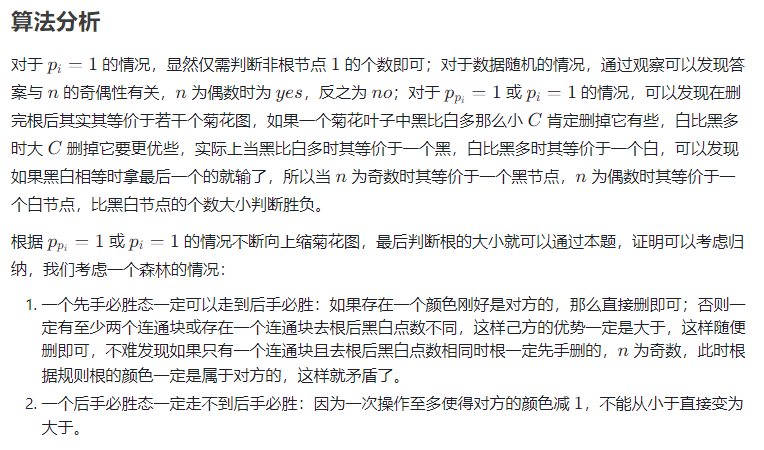 算法分析
对于 p_i = 1 的情况，显然仅需判断非根节点 1 的个数即可；对于数据随机的情况，通过观察可以发现答
案与 n 的奇偶性有关，n 为偶数时为 yes，反之为 no；对于 p_{p_i} = 1 或 p_i = 1 的情况，可以发现在删
完根后其实其等价于若干个菊花图，如果一个菊花叶子中黑比白多那么小 C 肯定删掉它有些，白比黑多
时大 C 删掉它要更优些，实际上当黑比白多时其等价于一个黑，白比黑多时其等价于一个白，可以发现
如果黑白相等时拿最后一个的就输了，所以当 n 为奇数时其等价于一个黑节点，n 为偶数时其等价于一
个白节点，比黑白节点的个数大小判断胜负。
根据 p_{p_i} = 1 或 p_i = 1 的情况不断向上缩菊花图，最后判断根的大小就可以通过本题，证明可以考虑归
纳，我们考虑一个森林的情况：
1. 一个先手必胜态一定可以走到后手必胜：如果存在一个颜色刚好是对方的，那么直接删即可；否则一
定有至少两个连通块或存在一个连通块去根后黑白点数不同，这样己方的优势一定是大于，这样随便
删即可，不难发现如果只有一个连通块且去根后黑白点数相同时根一定先手删的，n 为奇数，此时根
据规则根的颜色一定是属于对方的，这样就矛盾了。
2. 一个后手必胜态一定走不到后手必胜：因为一次操作至多使得对方的颜色减 1，不能从小于直接变为
大于。